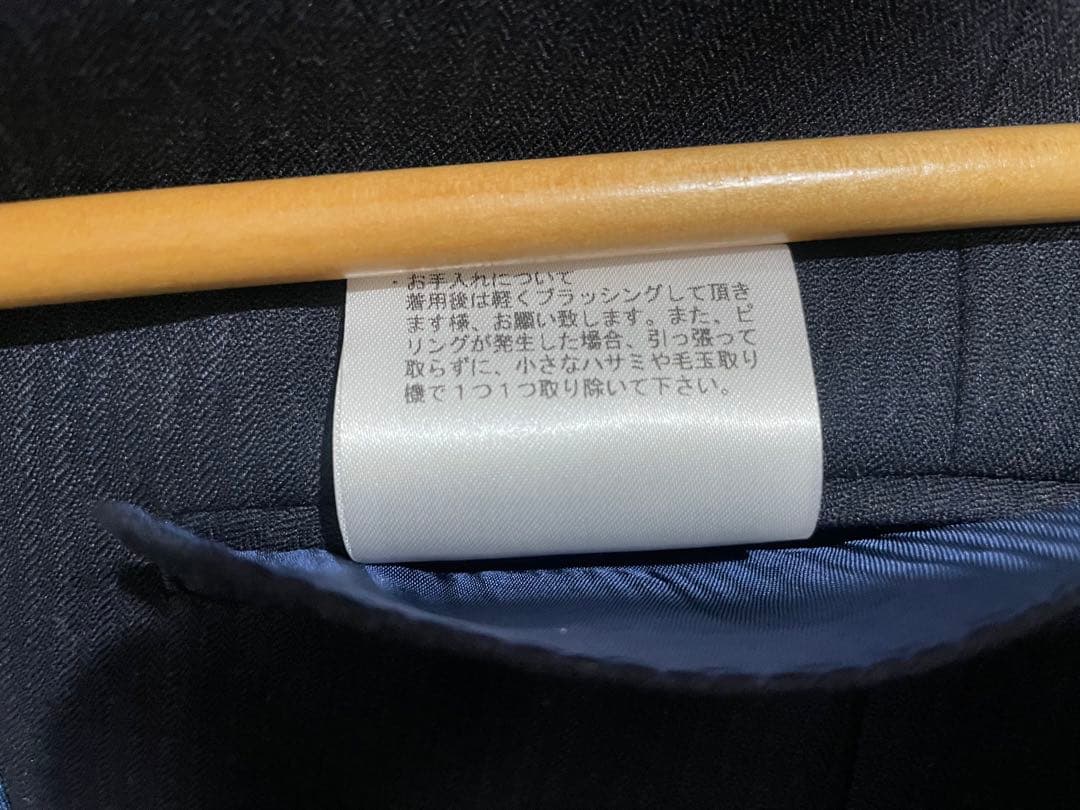 ・お手入れについて
着用後は軽くブラッシングして頂き
ます様、お願い致します。また、ピ
リングが発生した場合、引っ張って
取らずに、小さなハサミや毛玉取り
機で1つ1つ取り除いて下さい。